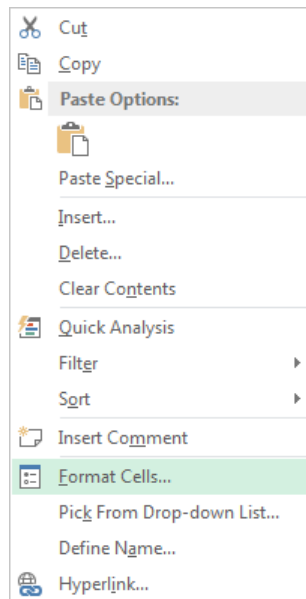 Cut
Copy
Paste Options:
Paste Special...
Insert...
Delete...
Clear Contents
Quick Analysis
Filter
Sort
Insert Comment
Format Cells...
Pick From Drop-down List...
Define Name...
Hyperlink...